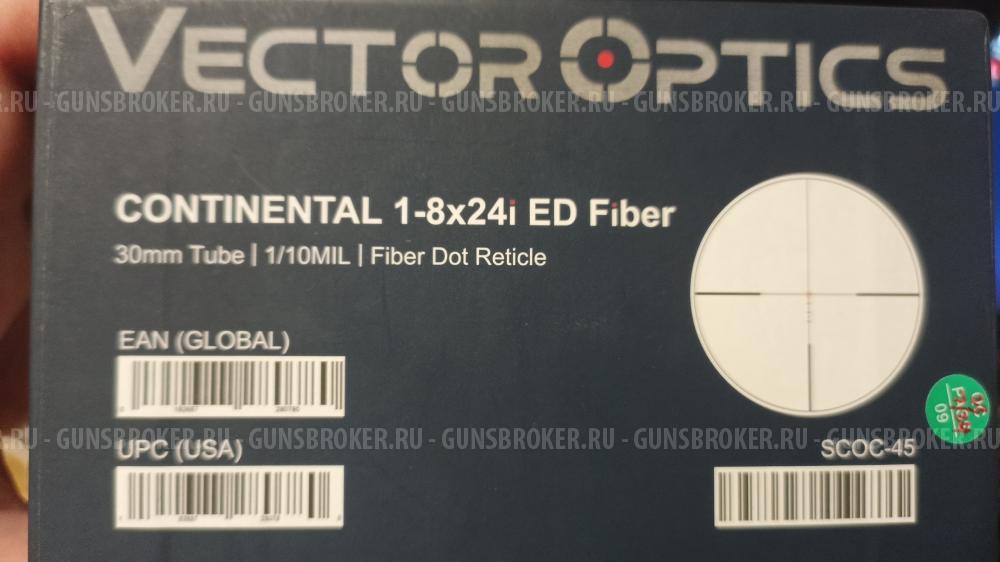 VECTOR OPTICS
.RU - GUNSBROKER.RU - GUNSBROKER.RU - GUNSBROKER.RU - GUNSBROKER.RU - GUNSBROKER.RU
CONTINENTAL 1-8x24i ED Fiber
30mm Tube | 1/10MIL | Fiber Dot Reticle
EAN (GLOBAL)
.RU - GUNSBROKER.RU - GUNSBROKER.RU - GUNSBROKER.RU - GUNSBROKER.RU - GUNSBROKER.RU
UPC (USA)
SCOC-45